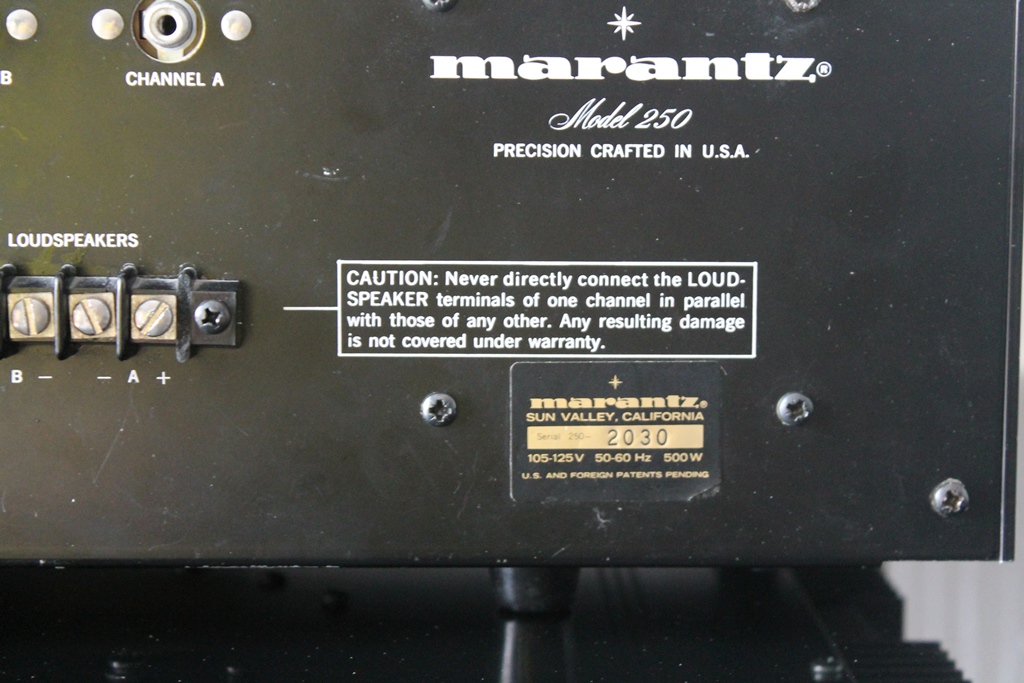 B
CHANNEL A
marantz®
Model 250
PRECISION CRAFTED IN U.S.A.
LOUDSPEAKERS
B − − A +
CAUTION: Never directly connect the LOUD-
SPEAKER terminals of one channel in parallel
with those of any other. Any resulting damage
is not covered under warranty.
marantz®
SUN VALLEY, CALIFORNIA
Serial 250– 2030
105-125V 50-60 Hz 500W
U.S. AND FOREIGN PATENTS PENDING